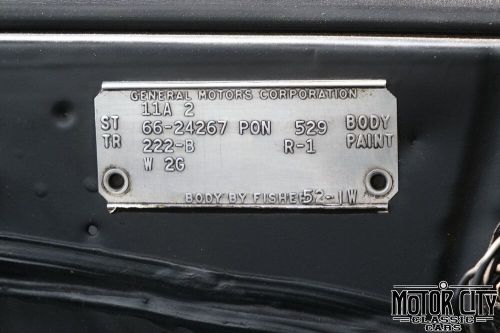 GENERAL MOTORS CORPORATION
11A 2
ST 66-24267 PON 529 BODY
TR 222-B R-1 PAINT
W 2G
BODY BY FISHE 52-1W
MOTOR CITY
CLASSIC
CARS